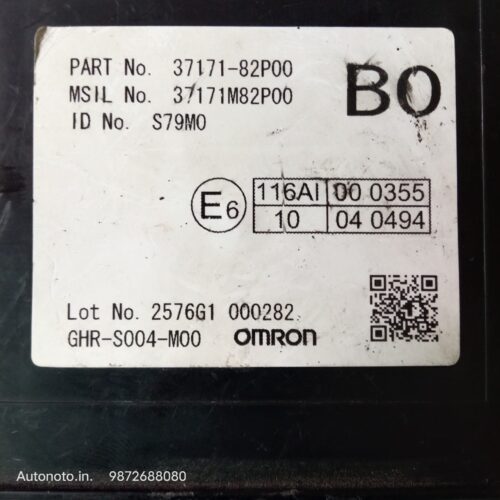 PART No. 37171-82P00
MSIL No. 37171M82P00
ID No. S79M0
B0
E6
116AI 00 0355
10 04 0494
Lot No. 2576G1 000282
GHR-S004-M00 OMRON
Autonoto.in. 9872688080